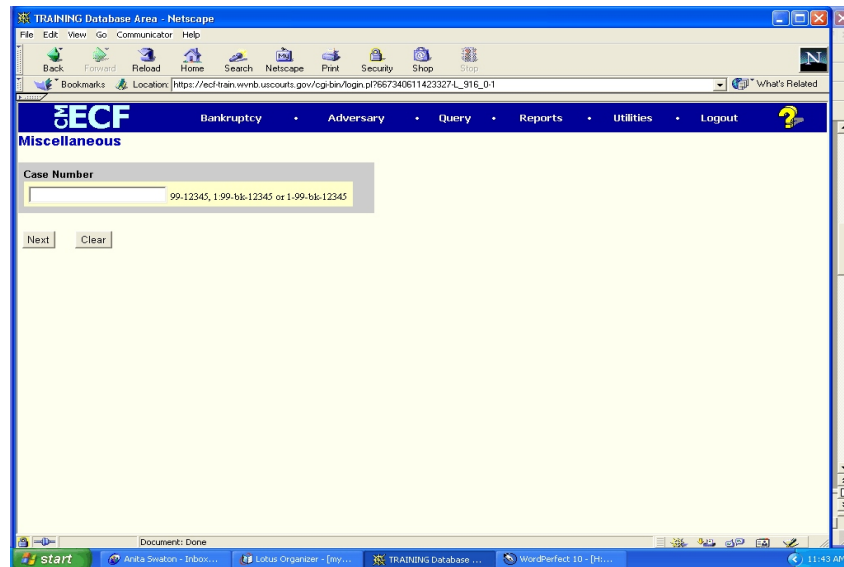 TRAINING Database Area - Netscape
File Edit View Go Communicator Help
Back Forward Reload Home Search Netscape Print Security Shop Stop
Bookmarks Location: https://ecf-train.wvnb.uscourts.gov/cgi-bin/login.pl?667340611423327-L_916_0-1 What's Related
CM ECF Bankruptcy • Adversary • Query • Reports • Utilities • Logout ?
Miscellaneous
Case Number
99-12345, 1:99-bk-12345 or 1-99-bk-12345
Next Clear
Document: Done
start Anita Swaton - Inbox... Lotus Organizer - [my... TRAINING Database ... WordPerfect 10 - [H:... 11:43 AM